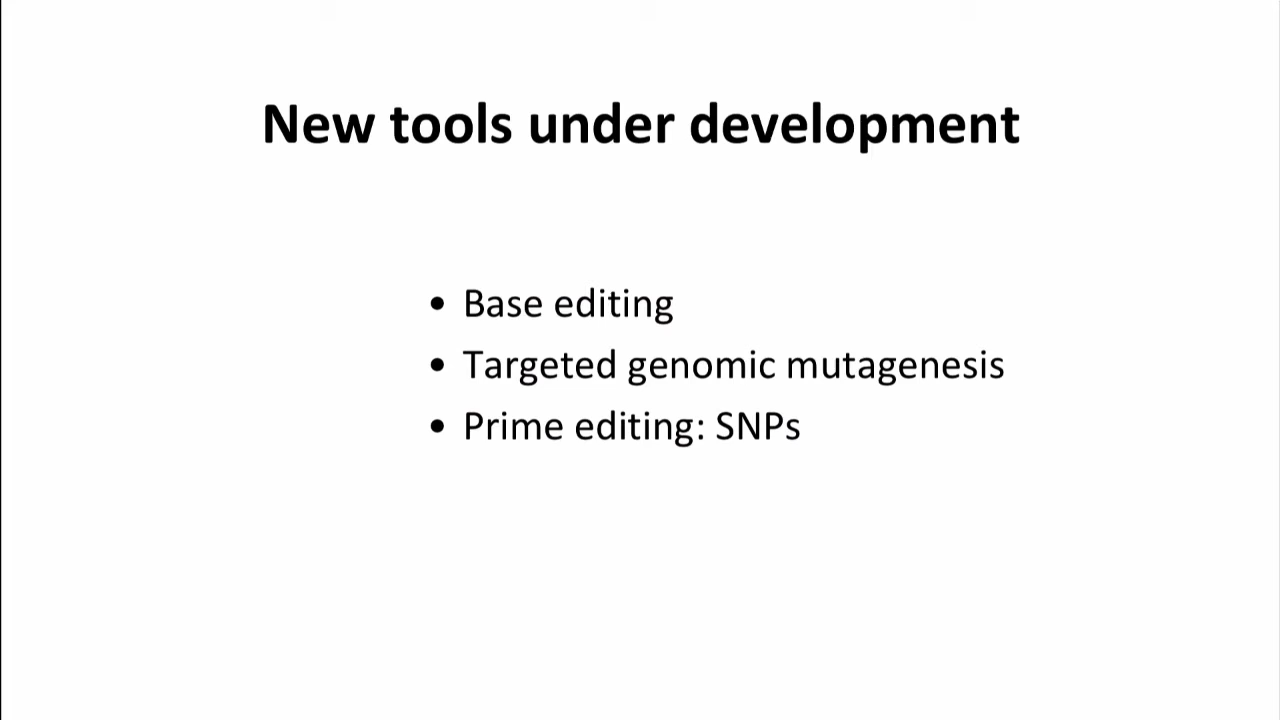 New tools under development
• Base editing
• Targeted genomic mutagenesis
• Prime editing: SNPs